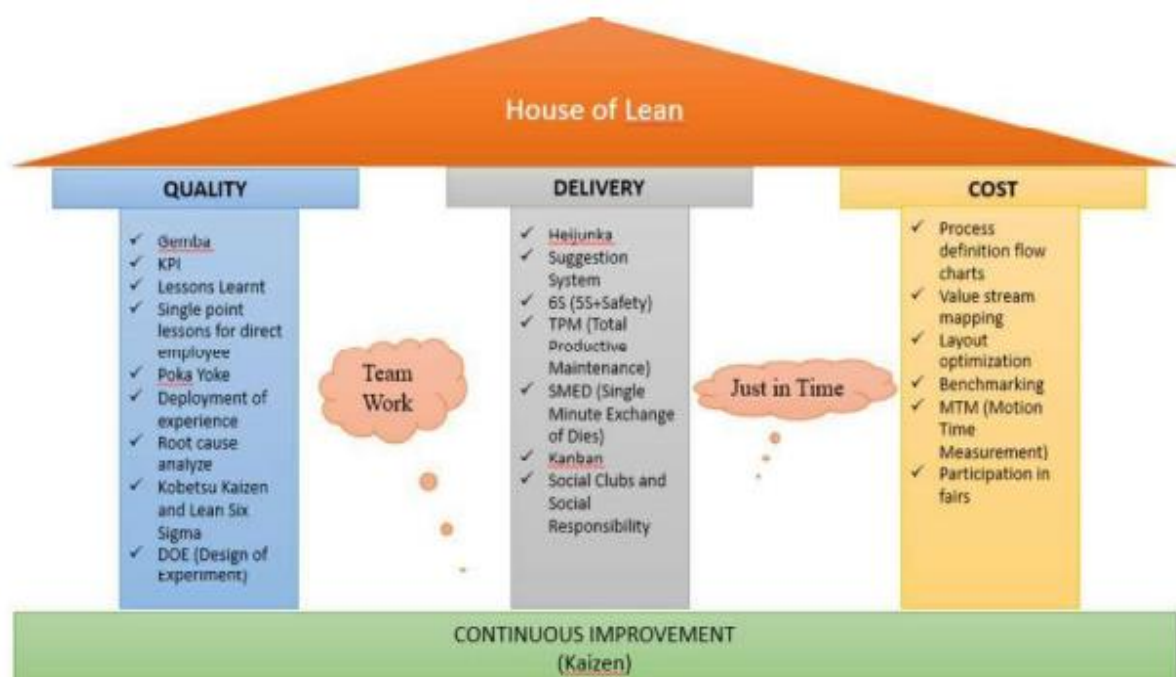 House of Lean
QUALITY
Gemba
KPI
Lessons Learnt
Single point
lessons for direct
employee
Poka Yoke
Deployment of
experience
Root cause
analyze
Kobetsu Kaizen
and Lean Six
Sigma
DOE (Design of
Experiment)
Team
Work
DELIVERY
Heijunka
Suggestion
System
6S (5S+Safety)
TPM (Total
Productive
Maintenance)
SMED (Single
Minute Exchange
of Dies)
Kanban
Social Clubs and
Social
Responsibility
Just in Time
COST
Process
definition flow
charts
Value stream
mapping
Layout
optimization
Benchmarking
MTM (Motion
Time
Measurement)
Participation in
fairs
CONTINUOUS IMPROVEMENT
(Kaizen)